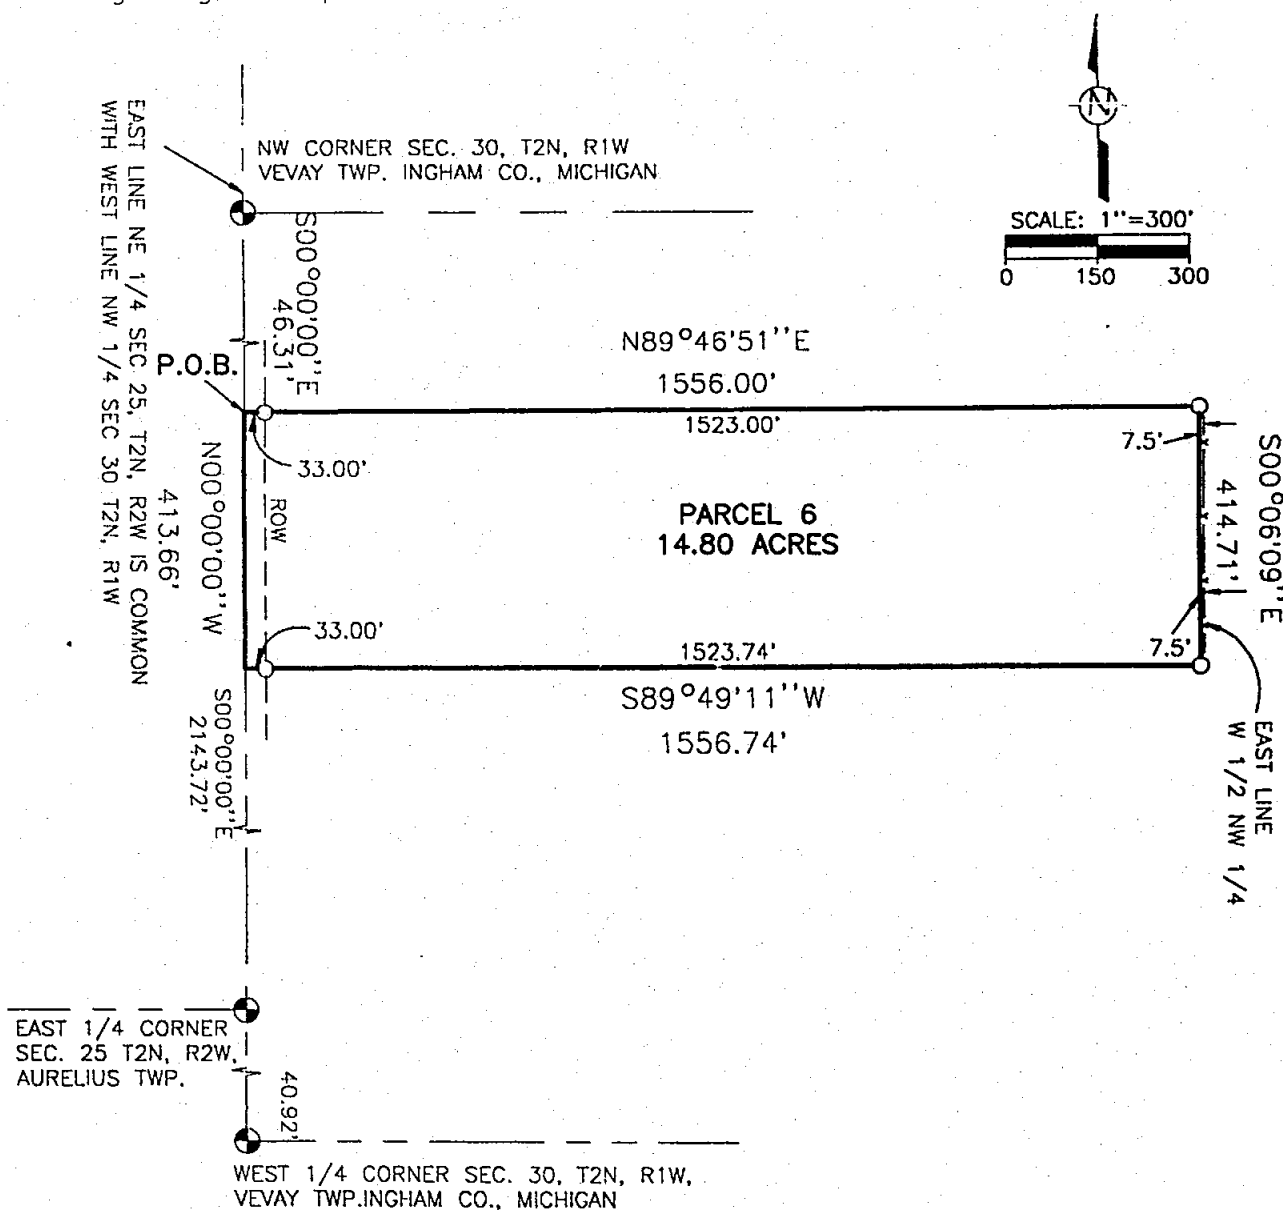 NW CORNER SEC. 30, T2N, R1W
VEVAY TWP. INGHAM CO., MICHIGAN
N
SCALE: 1''=300'
0 150 300
EAST LINE NE 1/4 SEC 25, T2N, R2W IS COMMON
WITH WEST LINE NW 1/4 SEC 30 T2N, R1W
S00°00'00''E
46.31'
P.O.B.
N89°46'51''E
1556.00'
1523.00'
33.00'
7.5'
S00°06'09''E
414.71'
N00°00'00''W
413.66'
ROW
PARCEL 6
14.80 ACRES
33.00'
1523.74'
7.5'
S89°49'11''W
1556.74'
EAST LINE
W 1/2 NW 1/4
S00°00'00''E
2143.72'
EAST 1/4 CORNER
SEC. 25 T2N, R2W,
AURELIUS TWP.
40.92'
WEST 1/4 CORNER SEC. 30, T2N, R1W,
VEVAY TWP.INGHAM CO., MICHIGAN